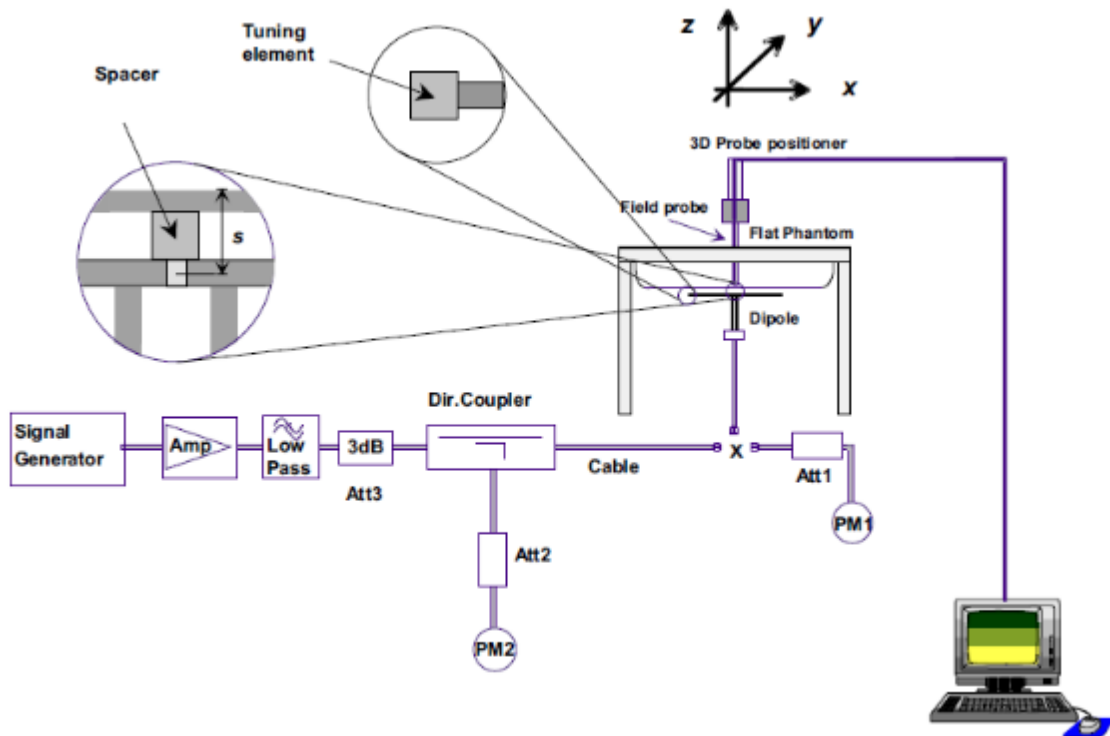 Tuning
element
Spacer
s
z
y
x
3D Probe positioner
Field probe
Flat Phantom
Dipole
Dir.Coupler
Signal
Generator
Amp
Low
Pass
3dB
Att3
Cable
X
Att1
PM1
Att2
PM2